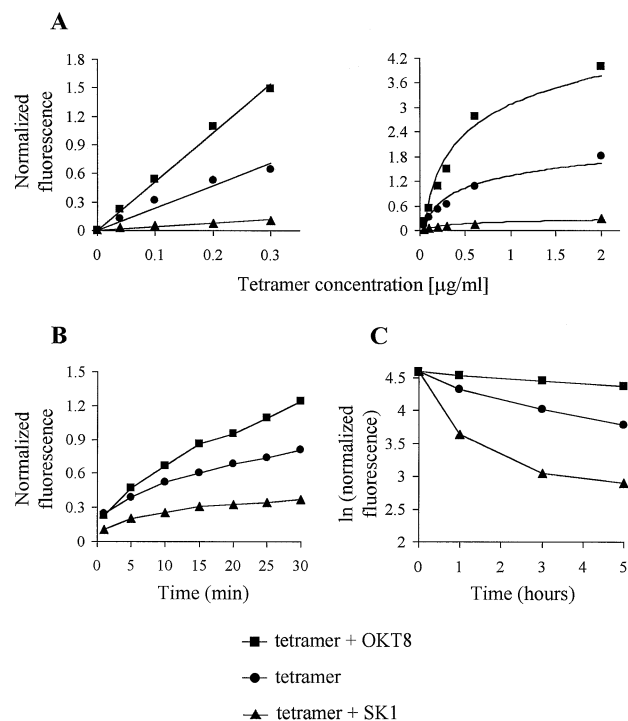 A
Normalized fluorescence
1.8
1.5
1.2
0.9
0.6
0.3
0
0 0.1 0.2 0.3
4.2
3.6
3
2.4
1.8
1.2
0.6
0
0 0.5 1 1.5 2
Tetramer concentration [µg/ml]
B
Normalized fluorescence
1.5
1.2
0.9
0.6
0.3
0
0 5 10 15 20 25 30
Time (min)
C
ln (normalized fluorescence)
4.5
4
3.5
3
2.5
2
0 1 3 5
Time (hours)
tetramer + OKT8
tetramer
tetramer + SK1